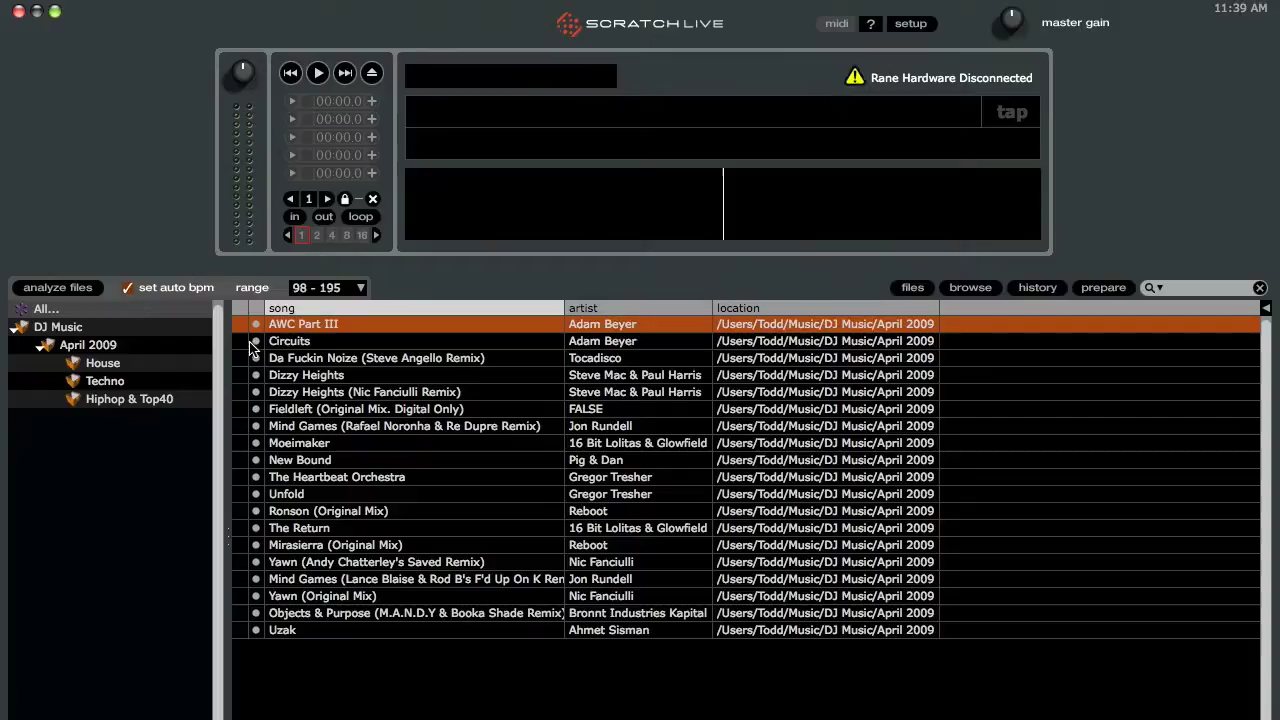 11:39 AM
SCRATCH LIVE
midi ? setup
master gain
Rane Hardware Disconnected
00:00.0
tap
00:00.0
00:00.0
00:00.0
00:00.0
1
in out loop
1 2 4 8 16
analyze files set auto bpm range 98 - 195 files browse history prepare
All...
DJ Music
April 2009
House
Techno
Hiphop & Top40
song artist location
AWC Part III Adam Beyer /Users/Todd/Music/DJ Music/April 2009
Circuits Adam Beyer /Users/Todd/Music/DJ Music/April 2009
Da Fuckin Noize (Steve Angello Remix) Tocadisco /Users/Todd/Music/DJ Music/April 2009
Dizzy Heights Steve Mac & Paul Harris /Users/Todd/Music/DJ Music/April 2009
Dizzy Heights (Nic Fanciulli Remix) Steve Mac & Paul Harris /Users/Todd/Music/DJ Music/April 2009
Fieldleft (Original Mix. Digital Only) FALSE /Users/Todd/Music/DJ Music/April 2009
Mind Games (Rafael Noronha & Re Dupre Remix) Jon Rundell /Users/Todd/Music/DJ Music/April 2009
Moeimaker 16 Bit Lolitas & Glowfield /Users/Todd/Music/DJ Music/April 2009
New Bound Pig & Dan /Users/Todd/Music/DJ Music/April 2009
The Heartbeat Orchestra Gregor Tresher /Users/Todd/Music/DJ Music/April 2009
Unfold Gregor Tresher /Users/Todd/Music/DJ Music/April 2009
Ronson (Original Mix) Reboot /Users/Todd/Music/DJ Music/April 2009
The Return 16 Bit Lolitas & Glowfield /Users/Todd/Music/DJ Music/April 2009
Mirasierra (Original Mix) Reboot /Users/Todd/Music/DJ Music/April 2009
Yawn (Andy Chatterley's Saved Remix) Nic Fanciulli /Users/Todd/Music/DJ Music/April 2009
Mind Games (Lance Blaise & Rod B's F'd Up On K Ren Jon Rundell /Users/Todd/Music/DJ Music/April 2009
Yawn (Original Mix) Nic Fanciulli /Users/Todd/Music/DJ Music/April 2009
Objects & Purpose (M.A.N.D.Y & Booka Shade Remix) Bronnt Industries Kapital /Users/Todd/Music/DJ Music/April 2009
Uzak Ahmet Sisman /Users/Todd/Music/DJ Music/April 2009